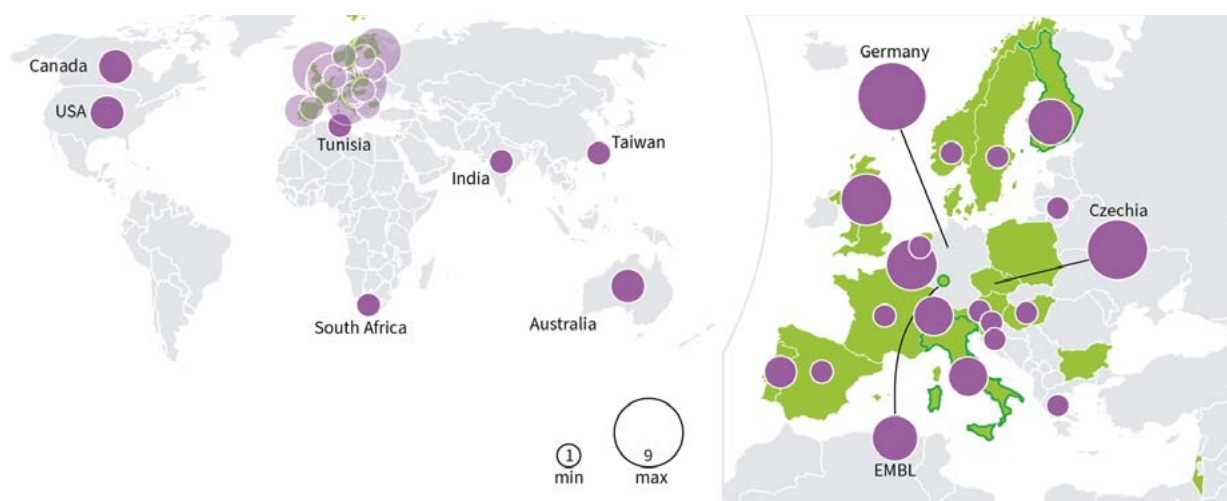 Canada
USA
Tunisia
India
Taiwan
South Africa
Australia
1
min
9
max
Germany
Czechia
EMBL